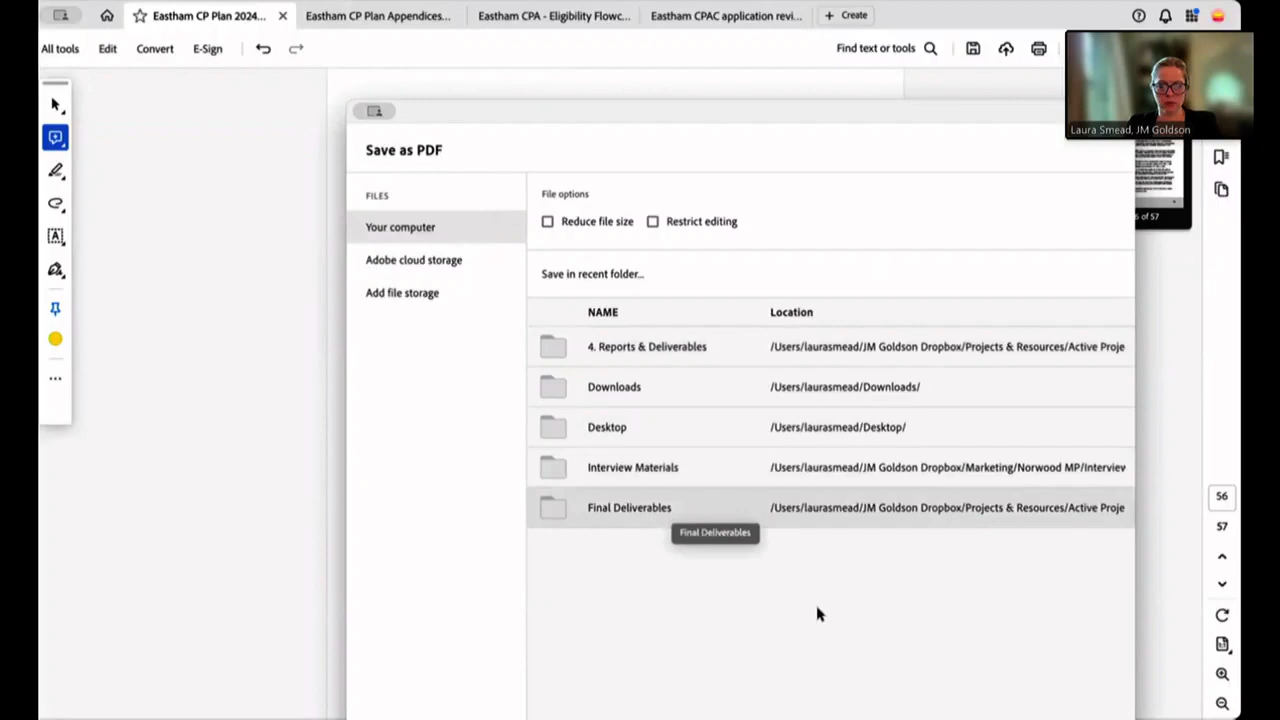 Eastham CP Plan 2024... Eastham CP Plan Appendices... Eastham CPA - Eligibility Flowc... Eastham CPAC application revi... + Create
All tools Edit Convert E-Sign Find text or tools
Laura Smead, JM Goldson
Save as PDF
FILES
Your computer
Adobe cloud storage
Add file storage
File options
Reduce file size Restrict editing
Save in recent folder...
NAME Location
4. Reports & Deliverables /Users/laurasmead/JM Goldson Dropbox/Projects & Resources/Active Proje
Downloads /Users/laurasmead/Downloads/
Desktop /Users/laurasmead/Desktop/
Interview Materials /Users/laurasmead/JM Goldson Dropbox/Marketing/Norwood MP/Interviev
Final Deliverables /Users/laurasmead/JM Goldson Dropbox/Projects & Resources/Active Proje
Final Deliverables
6 of 57
56
57